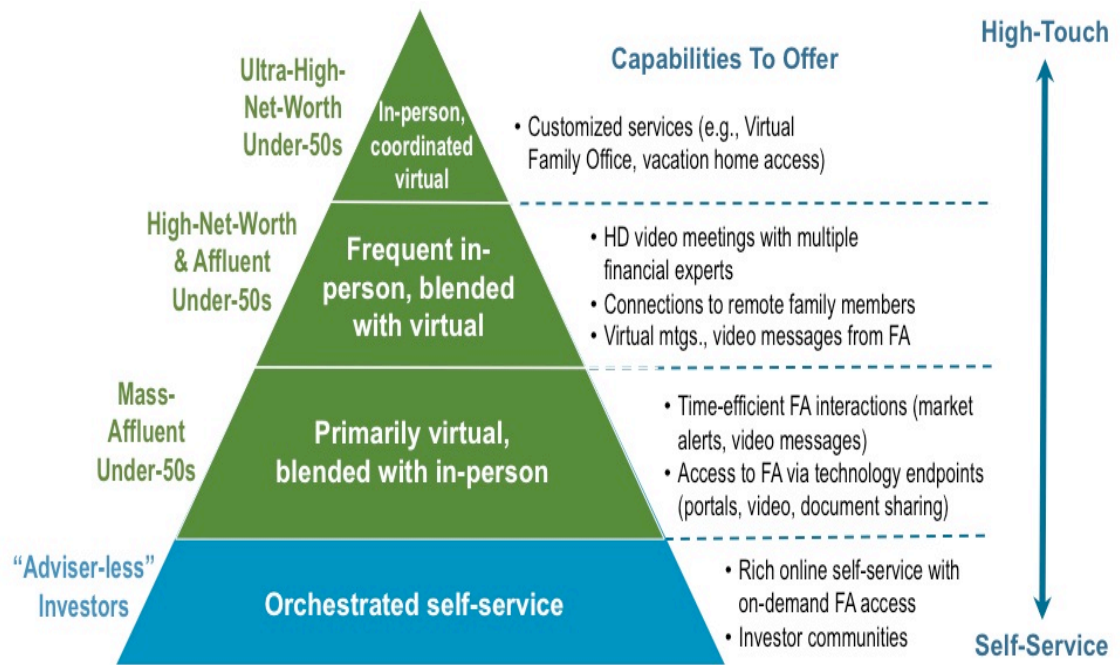 High-Touch
Capabilities To Offer
Ultra-High-
Net-Worth
Under-50s
In-person,
coordinated
virtual
• Customized services (e.g., Virtual
Family Office, vacation home access)
High-Net-Worth
& Affluent
Under-50s
Frequent in-
person, blended
with virtual
• HD video meetings with multiple
financial experts
• Connections to remote family members
• Virtual mtgs., video messages from FA
Mass-
Affluent
Under-50s
Primarily virtual,
blended with in-person
• Time-efficient FA interactions (market
alerts, video messages)
• Access to FA via technology endpoints
(portals, video, document sharing)
“Adviser-less”
Investors
Orchestrated self-service
• Rich online self-service with
on-demand FA access
• Investor communities
Self-Service